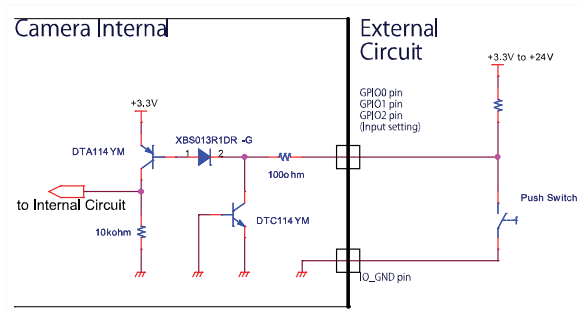 Camera Internal
External
Circuit
+3.3V to +24V
GPIO0 pin
GPIO1 pin
GPIO2 pin
(Input setting)
+3.3V
XBS013R1DR -G
DTA114 YM
1
2
100ohm
to Internal Circuit
Push Switch
DTC114 YM
10kohm
IO_GND pin